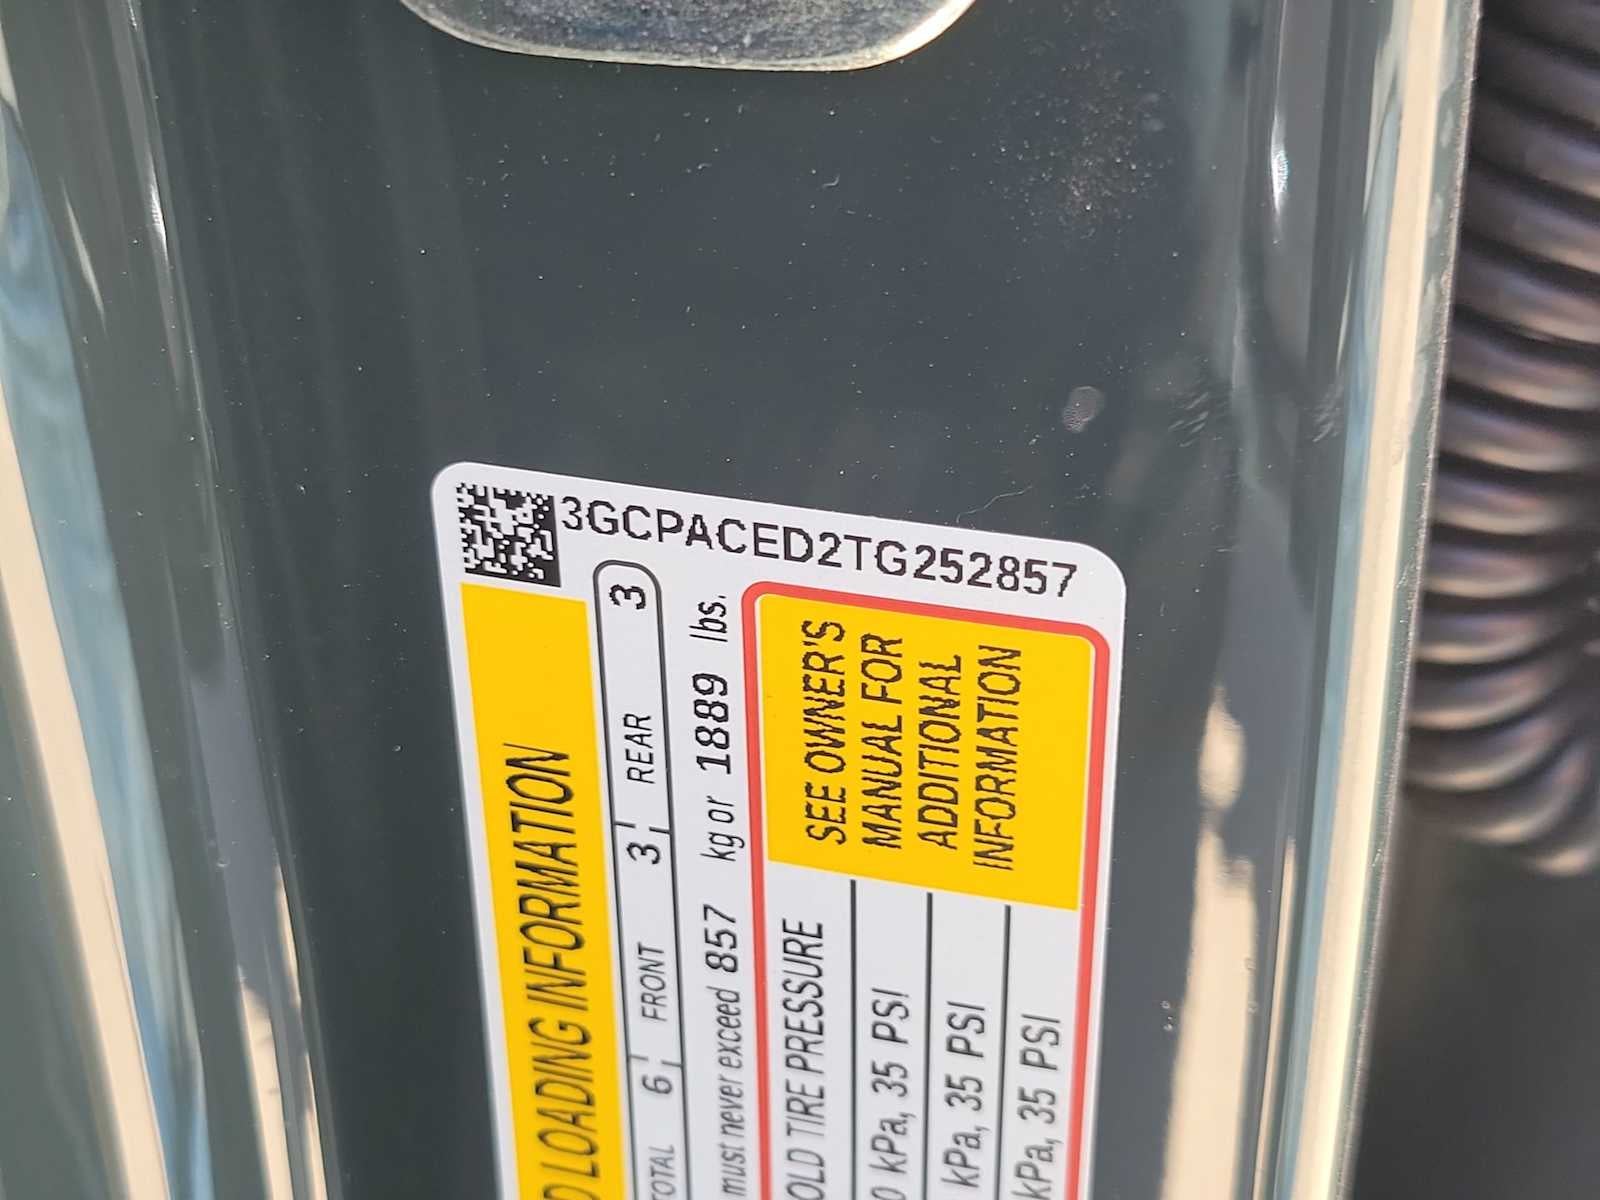 3GCPACED2TG252857
LOADING INFORMATION
TOTAL 6 FRONT 3 REAR 3
must never exceed 857 kg or 1889 lbs.
TIRE PRESSURE
kPa, 35 PSI
kPa, 35 PSI
kPa, 35 PSI
SEE OWNER'S
MANUAL FOR
ADDITIONAL
INFORMATION